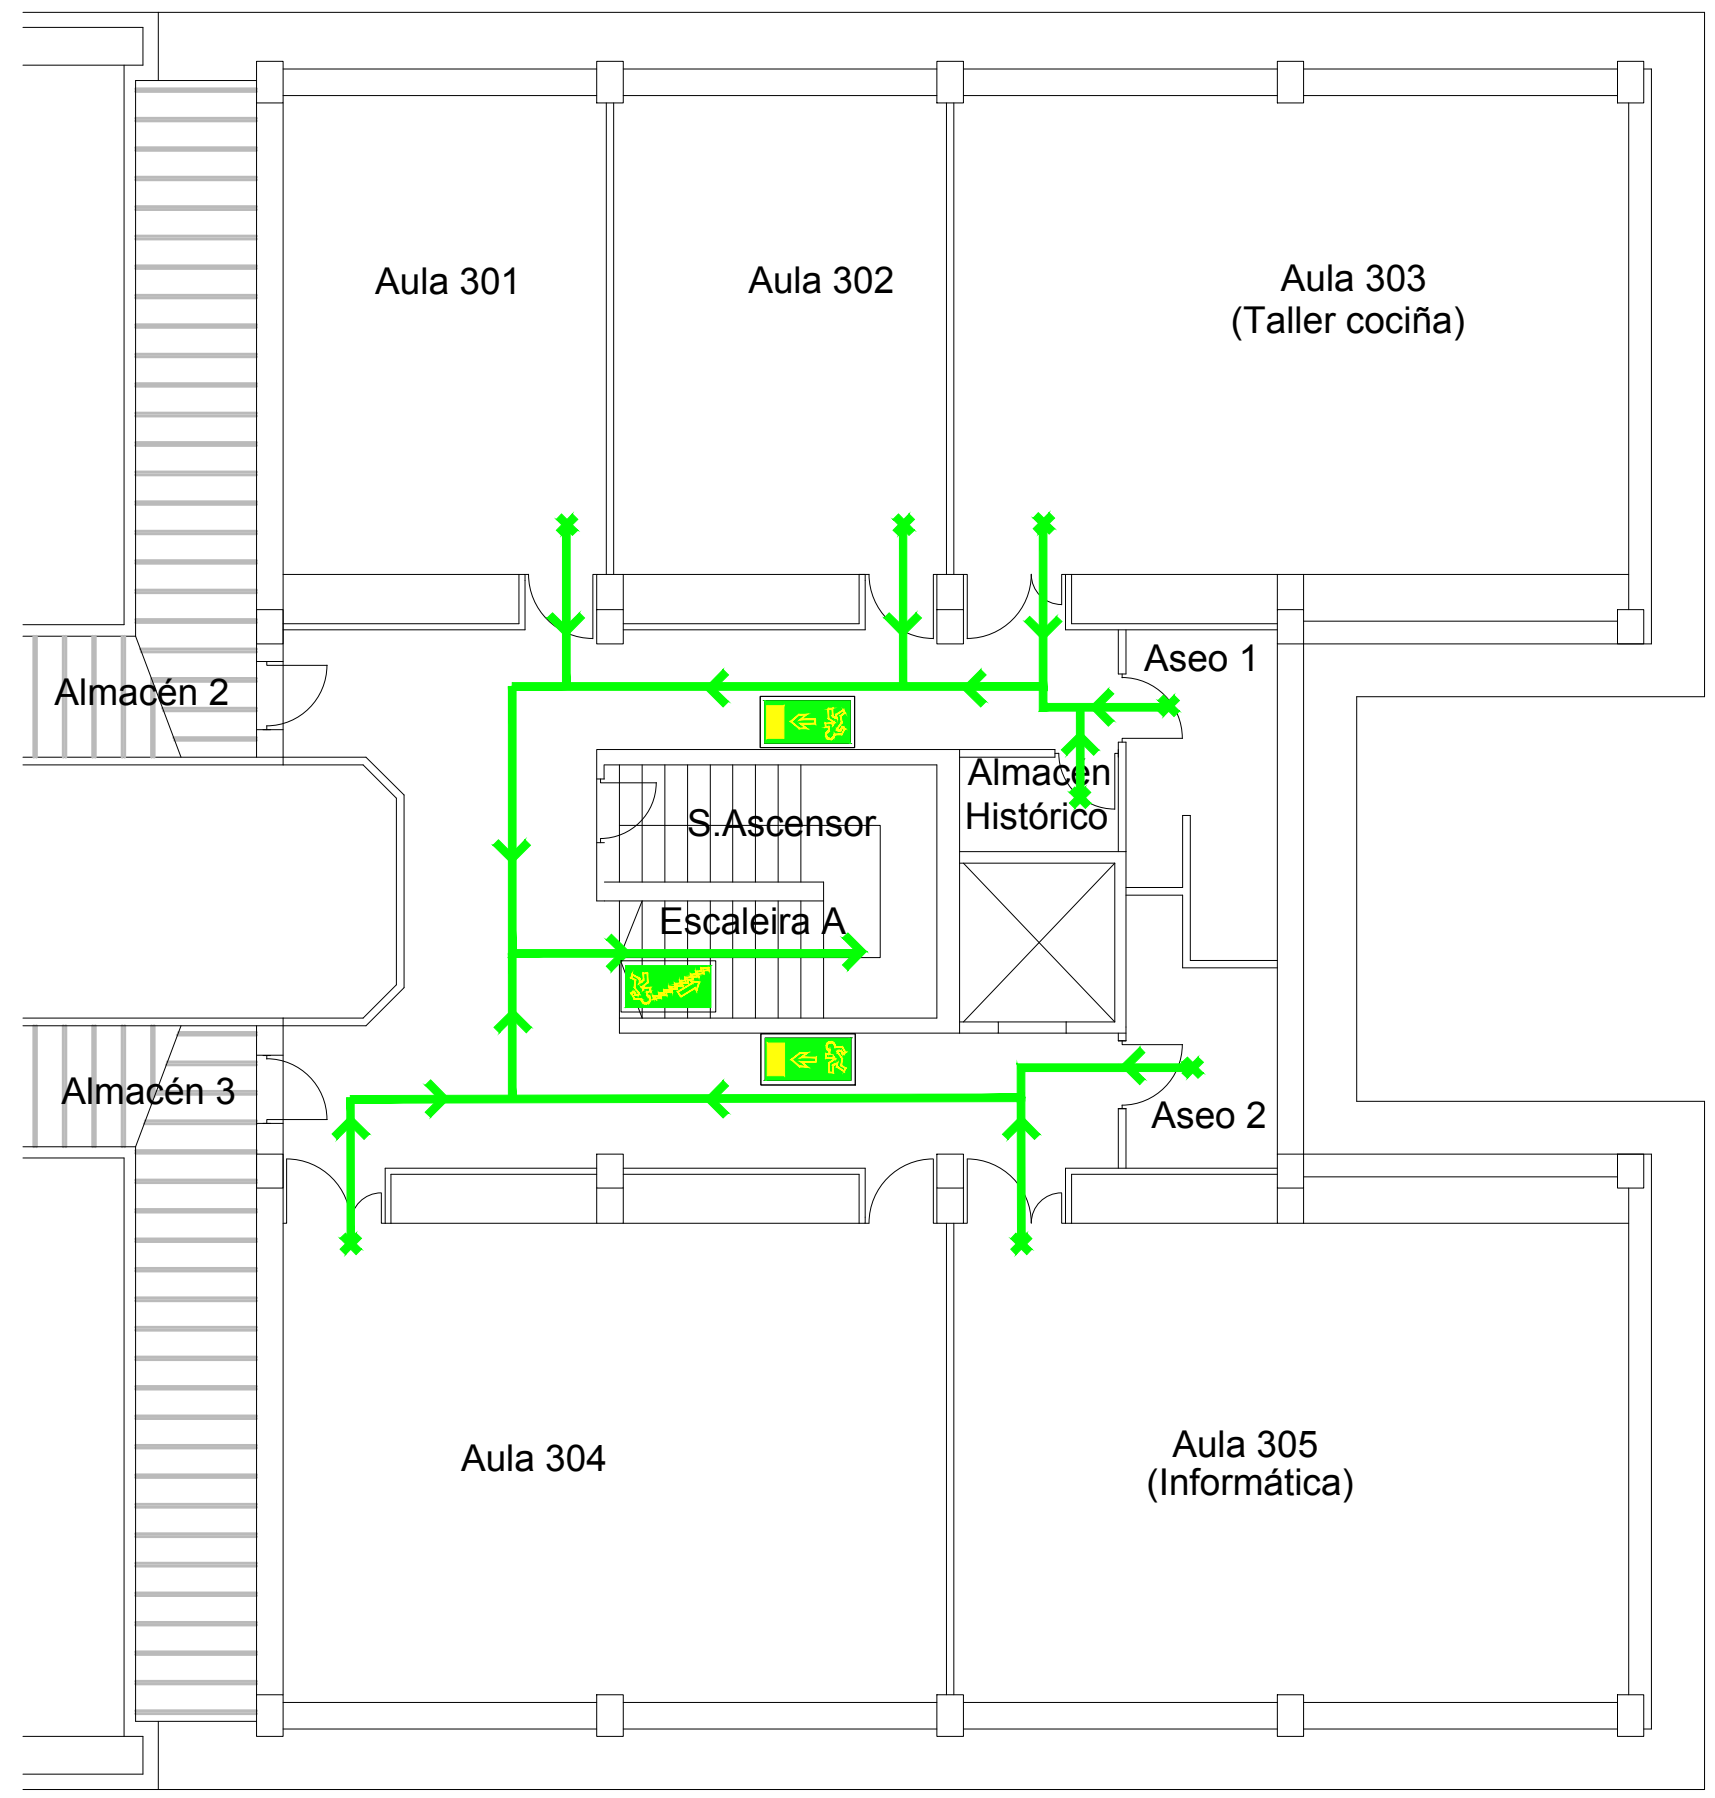 Aula 301
Aula 302
Aula 303
(Taller cociña)
Aseo 1
Almacén 2
Almacén
Histórico
S.Ascensor
Escaleira A
Almacén 3
Aseo 2
Aula 304
Aula 305
(Informática)